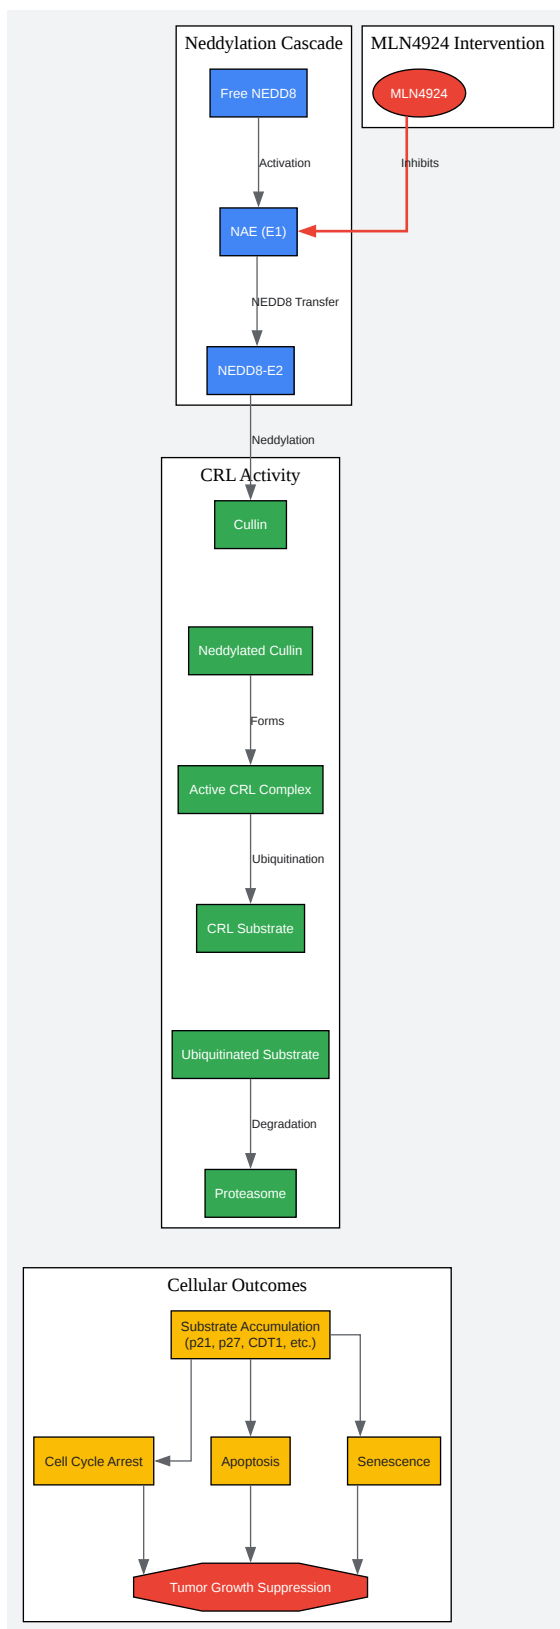 Neddylation Cascade
MLN4924 Intervention
Free NEDD8
MLN4924
Activation
Inhibits
NAE (E1)
NEDD8 Transfer
NEDD8-E2
Neddylation
CRL Activity
Cullin
Neddylated Cullin
Forms
Active CRL Complex
Ubiquitination
CRL Substrate
Ubiquitinated Substrate
Degradation
Proteasome
Cellular Outcomes
Substrate Accumulation
(p21, p27, CDT1, etc.)
Cell Cycle Arrest
Apoptosis
Senescence
Tumor Growth Suppression